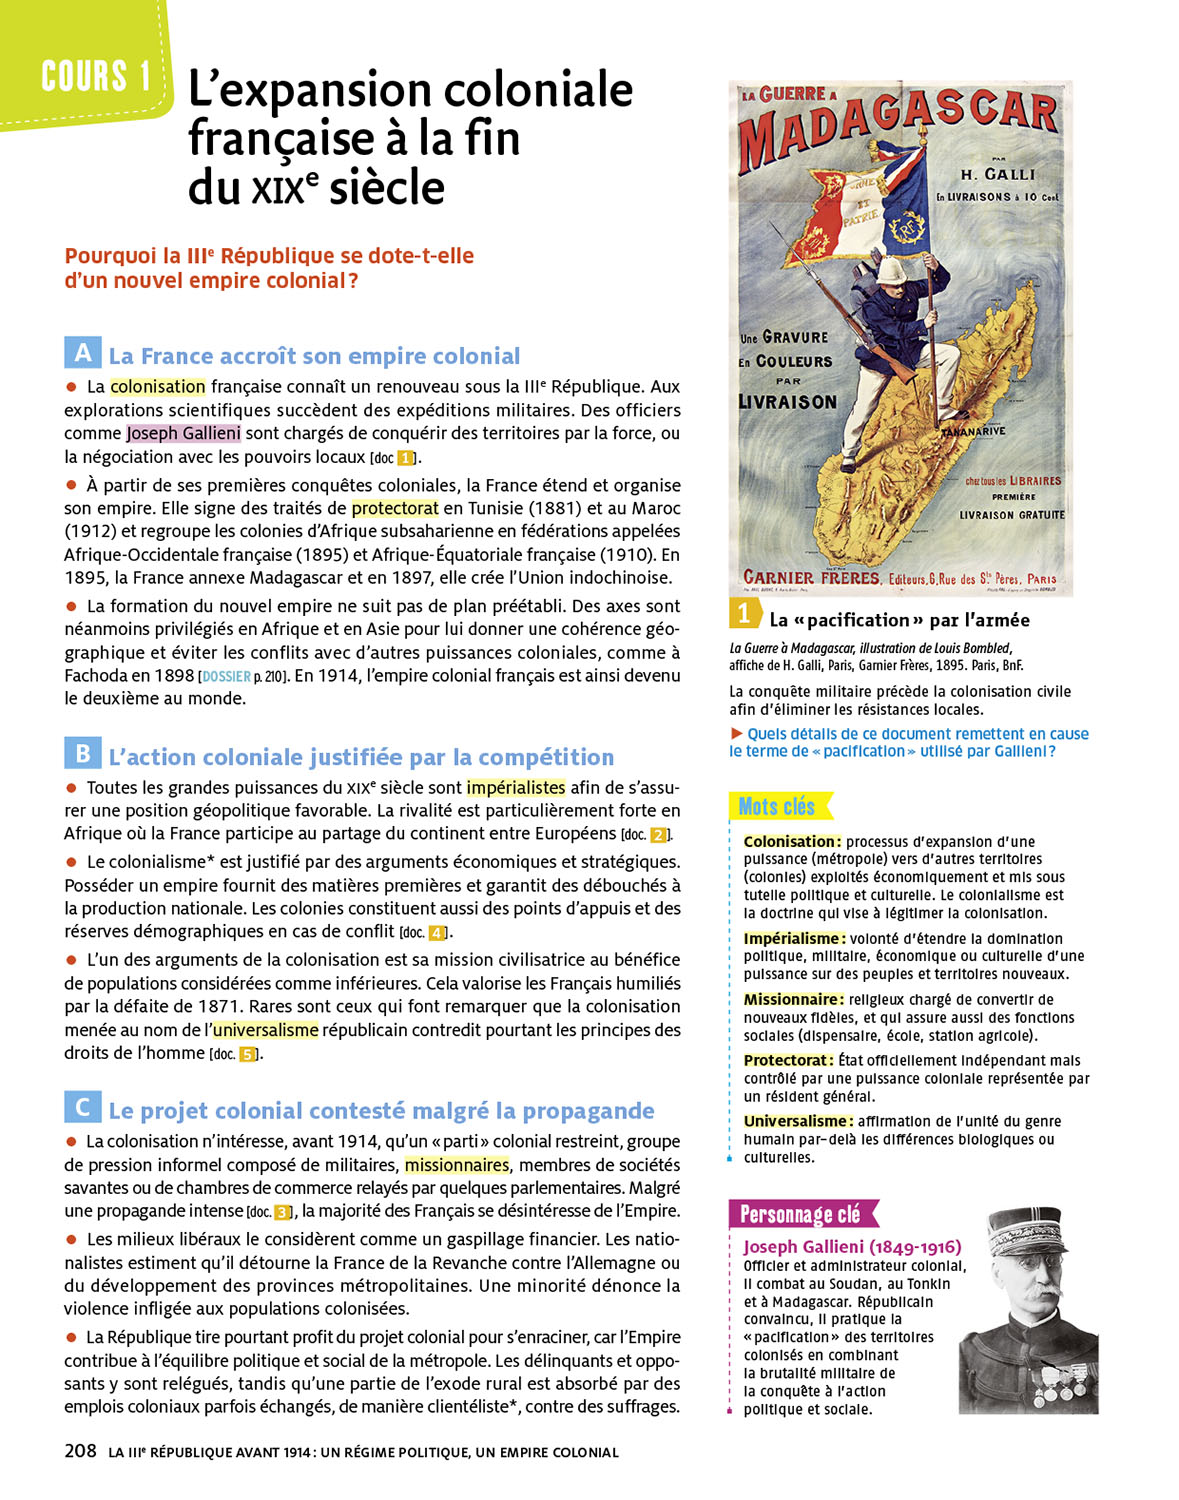 COURS 1
L’expansion coloniale
française à la fin
du XIXe siècle
Pourquoi la IIIe République se dote-t-elle
d’un nouvel empire colonial ?
A La France accroît son empire colonial
• La colonisation française connaît un renouveau sous la IIIe République. Aux
explorations scientifiques succèdent des expéditions militaires. Des officiers
comme Joseph Gallieni sont chargés de conquérir des territoires par la force, ou
la négociation avec les pouvoirs locaux [doc 1].
• À partir de ses premières conquêtes coloniales, la France étend et organise
son empire. Elle signe des traités de protectorat en Tunisie (1881) et au Maroc
(1912) et regroupe les colonies d’Afrique subsaharienne en fédérations appelées
Afrique-Occidentale française (1895) et Afrique-Équatoriale française (1910). En
1895, la France annexe Madagascar et en 1897, elle crée l’Union indochinoise.
• La formation du nouvel empire ne suit pas de plan préétabli. Des axes sont
néanmoins privilégiés en Afrique et en Asie pour lui donner une cohérence géo-
graphique et éviter les conflits avec d’autres puissances coloniales, comme à
Fachoda en 1898 [DOSSIER p. 210]. En 1914, l’empire colonial français est ainsi devenu
le deuxième au monde.
B L’action coloniale justifiée par la compétition
• Toutes les grandes puissances du XIXe siècle sont impérialistes afin de s’assu-
rer une position géopolitique favorable. La rivalité est particulièrement forte en
Afrique où la France participe au partage du continent entre Européens [doc. 2].
• Le colonialisme* est justifié par des arguments économiques et stratégiques.
Posséder un empire fournit des matières premières et garantit des débouchés à
la production nationale. Les colonies constituent aussi des points d’appuis et des
réserves démographiques en cas de conflit [doc. 4].
• L’un des arguments de la colonisation est sa mission civilisatrice au bénéfice
de populations considérées comme inférieures. Cela valorise les Français humiliés
par la défaite de 1871. Rares sont ceux qui font remarquer que la colonisation
menée au nom de l’universalisme républicain contredit pourtant les principes des
droits de l’homme [doc. 5].
C Le projet colonial contesté malgré la propagande
• La colonisation n’intéresse, avant 1914, qu’un « parti » colonial restreint, groupe
de pression informel composé de militaires, missionnaires, membres de sociétés
savantes ou de chambres de commerce relayés par quelques parlementaires. Malgré
une propagande intense [doc. 3], la majorité des Français se désintéresse de l’Empire.
• Les milieux libéraux le considèrent comme un gaspillage financier. Les natio-
nalistes estiment qu’il détourne la France de la Revanche contre l’Allemagne ou
du développement des provinces métropolitaines. Une minorité dénonce la
violence infligée aux populations colonisées.
• La République tire pourtant profit du projet colonial pour s’enraciner, car l’Empire
contribue à l’équilibre politique et social de la métropole. Les délinquants et oppo-
sants y sont relégués, tandis qu’une partie de l’exode rural est absorbé par des
emplois coloniaux parfois échangés, de manière clientéliste*, contre des suffrages.
LA GUERRE A
MADAGASCAR
PAR
H. GALLI
En LIVRAISONS à 10 Cent
ET
PATRIE
RF
Une GRAVURE
En COULEURS
PAR
LIVRAISON
TANANARIVE
chez tous les LIBRAIRES
PREMIÈRE
LIVRAISON GRATUITE
GARNIER FRERES, Editeurs, 6, Rue des Sts Pères, PARIS
1 La « pacification » par l’armée
La Guerre à Madagascar, illustration de Louis Bombled,
affiche de H. Galli, Paris, Garnier Frères, 1895. Paris, BnF.
La conquête militaire précède la colonisation civile
afin d’éliminer les résistances locales.
▶ Quels détails de ce document remettent en cause
le terme de « pacification » utilisé par Gallieni ?
Mots clés
Colonisation : processus d’expansion d’une
puissance (métropole) vers d’autres territoires
(colonies) exploités économiquement et mis sous
tutelle politique et culturelle. Le colonialisme est
la doctrine qui vise à légitimer la colonisation.
Impérialisme : volonté d’étendre la domination
politique, militaire, économique ou culturelle d’une
puissance sur des peuples et territoires nouveaux.
Missionnaire : religieux chargé de convertir de
nouveaux fidèles, et qui assure aussi des fonctions
sociales (dispensaire, école, station agricole).
Protectorat : État officiellement indépendant mais
contrôlé par une puissance coloniale représentée par
un résident général.
Universalisme : affirmation de l’unité du genre
humain par-delà les différences biologiques ou
culturelles.
Personnage clé
Joseph Gallieni (1849-1916)
Officier et administrateur colonial,
il combat au Soudan, au Tonkin
et à Madagascar. Républicain
convaincu, il pratique la
« pacification » des territoires
colonisés en combinant
la brutalité militaire de
la conquête à l’action
politique et sociale.
208 LA IIIe RÉPUBLIQUE AVANT 1914 : UN RÉGIME POLITIQUE, UN EMPIRE COLONIAL